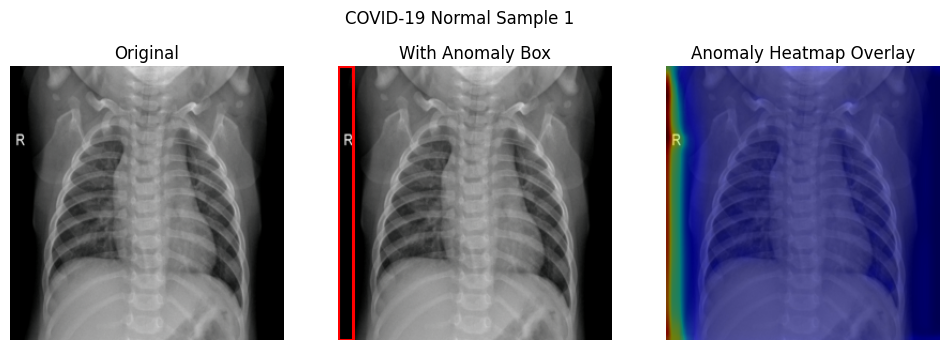 COVID-19 Normal Sample 1
Original
With Anomaly Box
Anomaly Heatmap Overlay
R
R
R